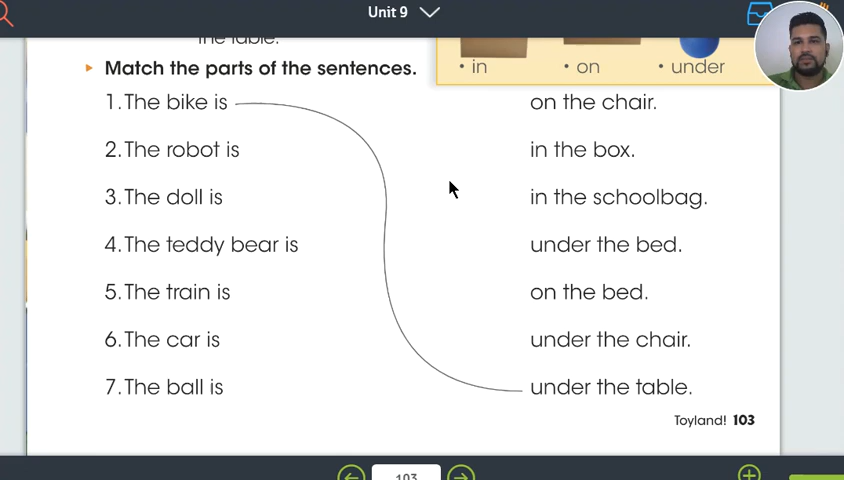 Unit 9
the table.
Match the parts of the sentences.
• in • on • under
1. The bike is on the chair.
2. The robot is in the box.
3. The doll is in the schoolbag.
4. The teddy bear is under the bed.
5. The train is on the bed.
6. The car is under the chair.
7. The ball is under the table.
Toyland! 103
103